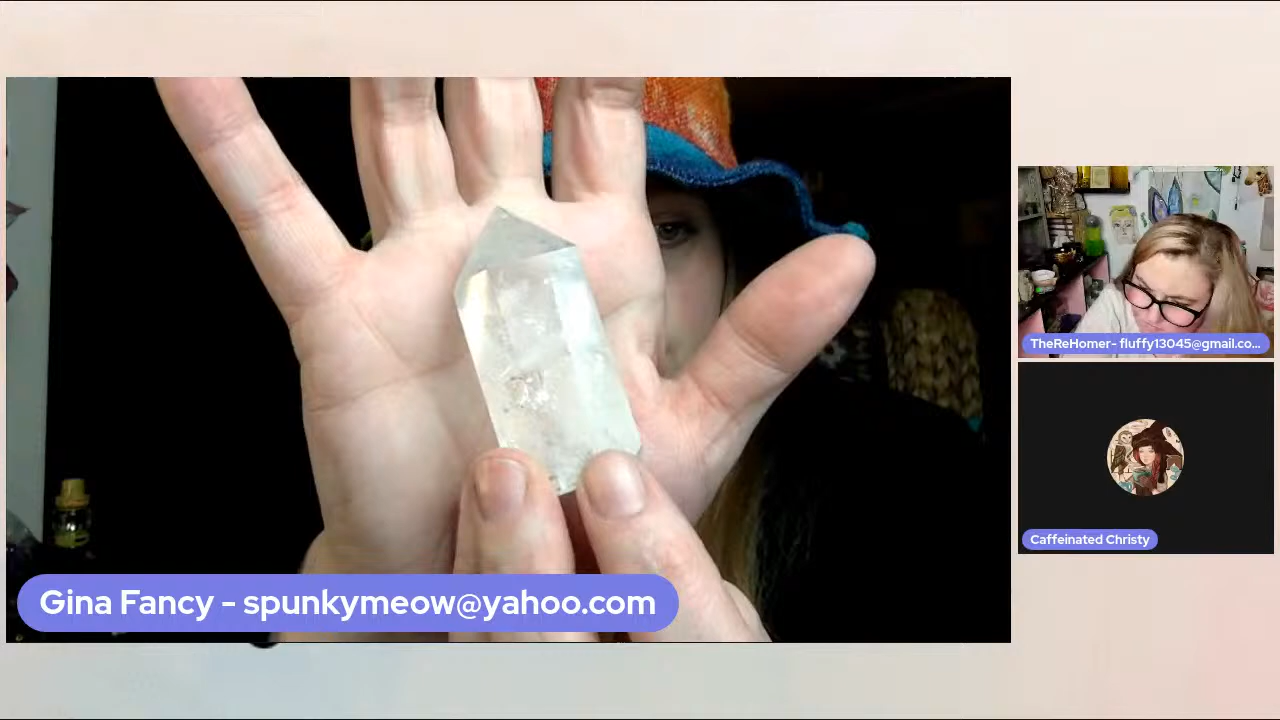 Gina Fancy - spunkymeow@yahoo.com
TheReHomer- fluffy13045@gmail.co...
Caffeinated Christy